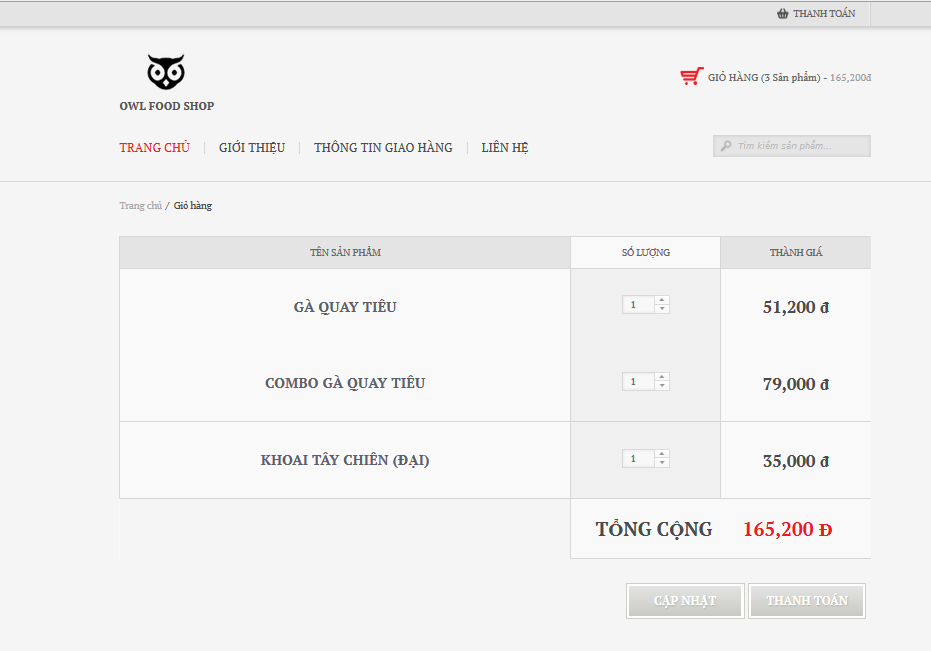 THANH TOÁN
OWL FOOD SHOP
GIỎ HÀNG (3 Sản phẩm) - 165,200đ
TRANG CHỦ GIỚI THIỆU THÔNG TIN GIAO HÀNG LIÊN HỆ
Tìm kiếm sản phẩm...
Trang chủ / Giỏ hàng
TÊN SẢN PHẨM SỐ LƯỢNG THÀNH GIÁ
GÀ QUAY TIÊU 1 51,200 đ
COMBO GÀ QUAY TIÊU 1 79,000 đ
KHOAI TÂY CHIÊN (ĐẠI) 1 35,000 đ
TỔNG CỘNG 165,200 Đ
CẬP NHẬT THANH TOÁN